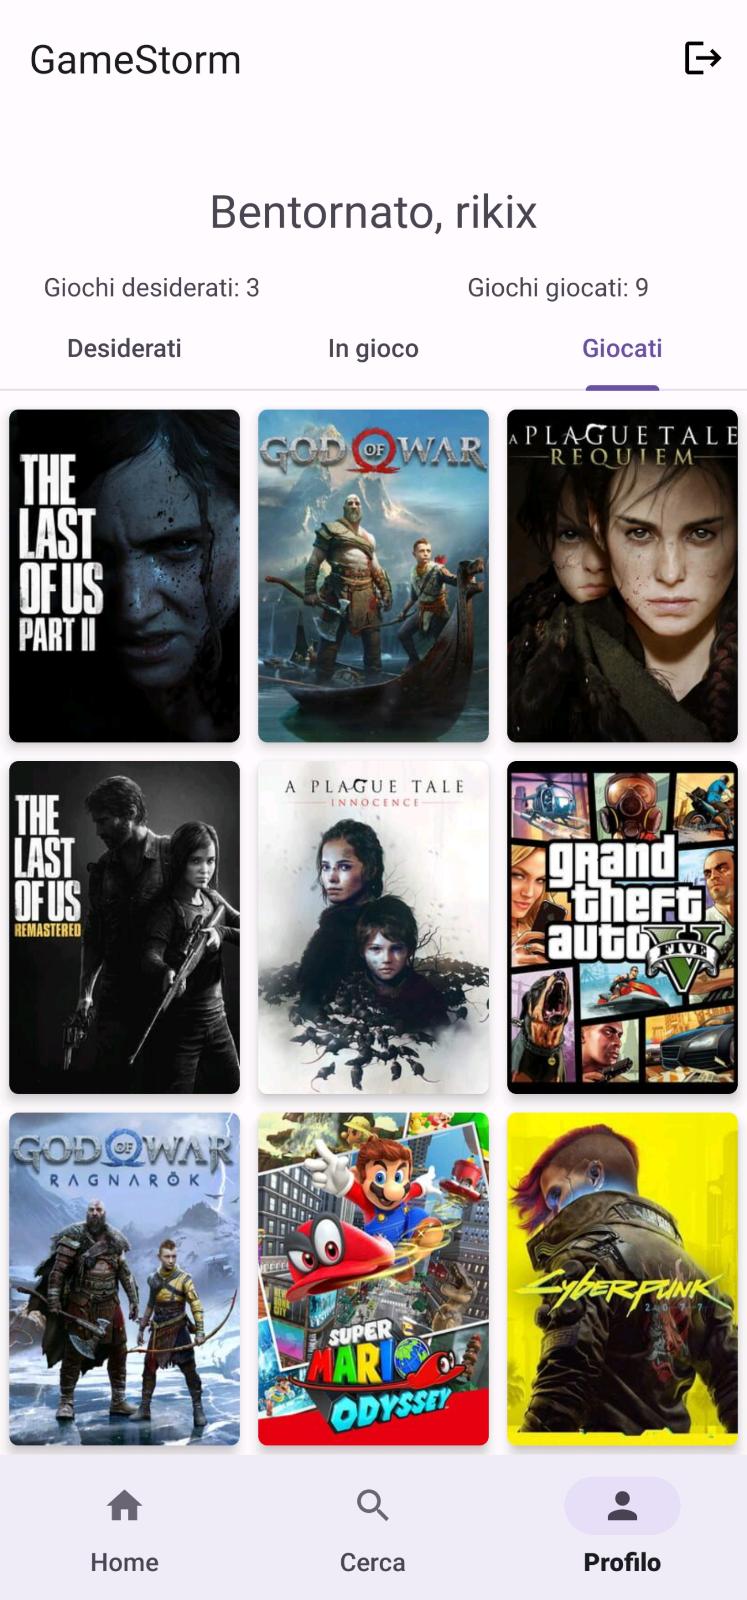 GameStorm
Bentornato, rikix
Giochi desiderati: 3
Giochi giocati: 9
Desiderati
In gioco
Giocati
THE
LAST
OF US
PART II
GOD OF WAR
A PLAGUE TALE
REQUIEM
THE
LAST
OF US
REMASTERED
A PLAGUE TALE
INNOCENCE
grand
theft
auto V
FIVE
GOD OF WAR
RAGNARÖK
SUPER
MARIO
ODYSSEY
Cyberpunk
2077
Home
Cerca
Profilo